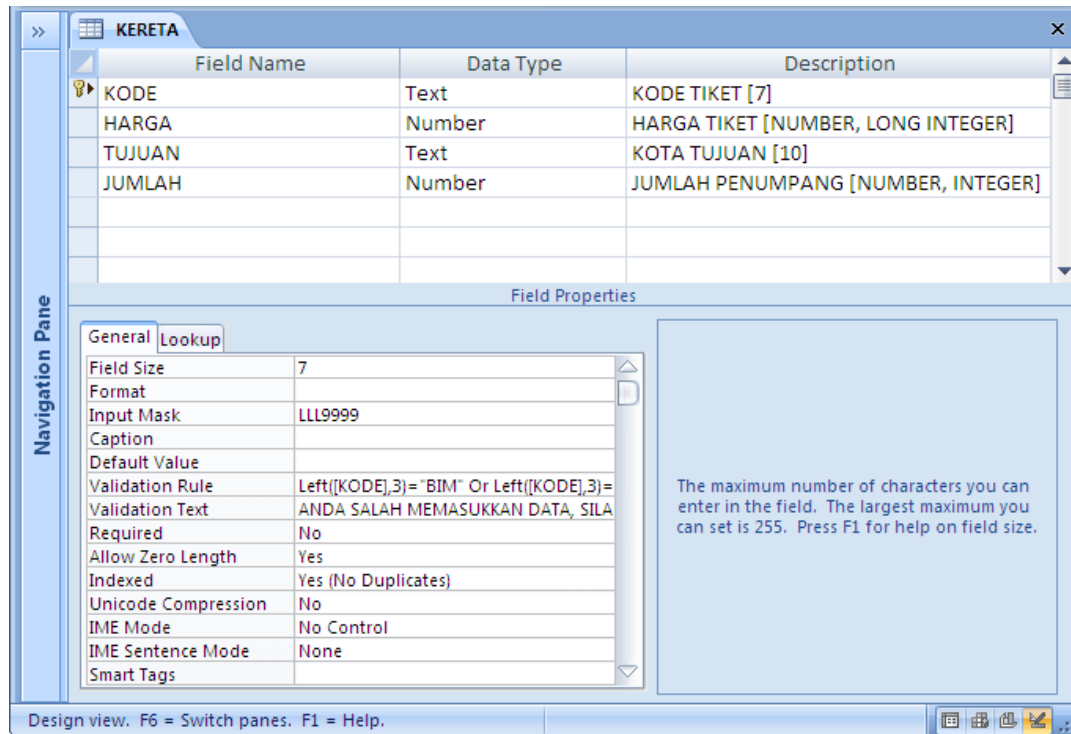 »
KERETA
×
Field Name Data Type Description
KODE Text KODE TIKET [7]
HARGA Number HARGA TIKET [NUMBER, LONG INTEGER]
TUJUAN Text KOTA TUJUAN [10]
JUMLAH Number JUMLAH PENUMPANG [NUMBER, INTEGER]
Navigation Pane
Field Properties
General Lookup
Field Size 7
Format
Input Mask LLL9999
Caption
Default Value
Validation Rule Left([KODE],3)="BIM" Or Left([KODE],3)=
Validation Text ANDA SALAH MEMASUKKAN DATA, SILA
Required No
Allow Zero Length Yes
Indexed Yes (No Duplicates)
Unicode Compression No
IME Mode No Control
IME Sentence Mode None
Smart Tags
The maximum number of characters you can
enter in the field. The largest maximum you
can set is 255. Press F1 for help on field size.
Design view. F6 = Switch panes. F1 = Help.